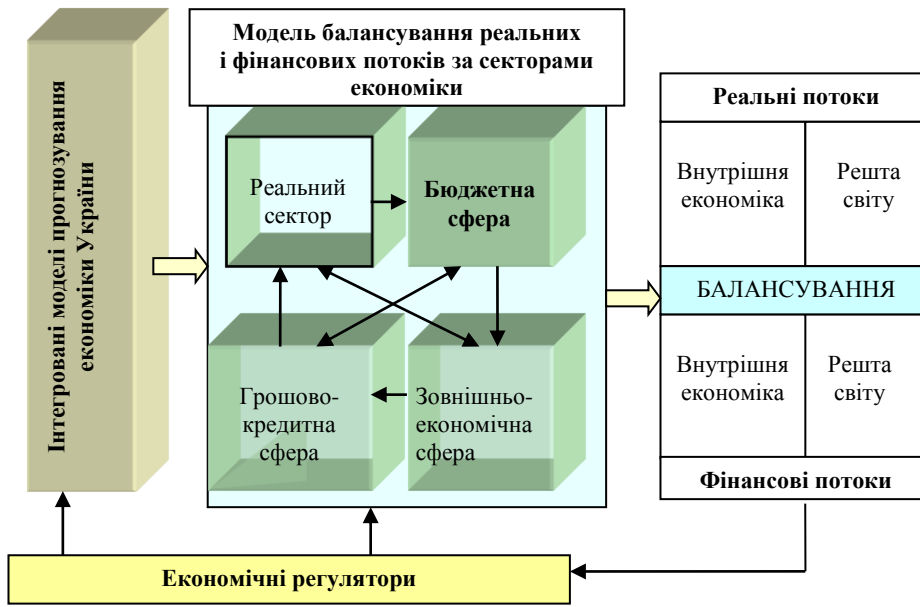 Інтегровані моделі прогнозування
економіки України
Модель балансування реальних
і фінансових потоків за секторами
економіки
Реальний
сектор
Бюджетна
сфера
Грошово-
кредитна
сфера
Зовнішньо-
економічна
сфера
Реальні потоки
Внутрішня
економіка
Решта
світу
БАЛАНСУВАННЯ
Внутрішня
економіка
Решта
світу
Фінансові потоки
Економічні регулятори